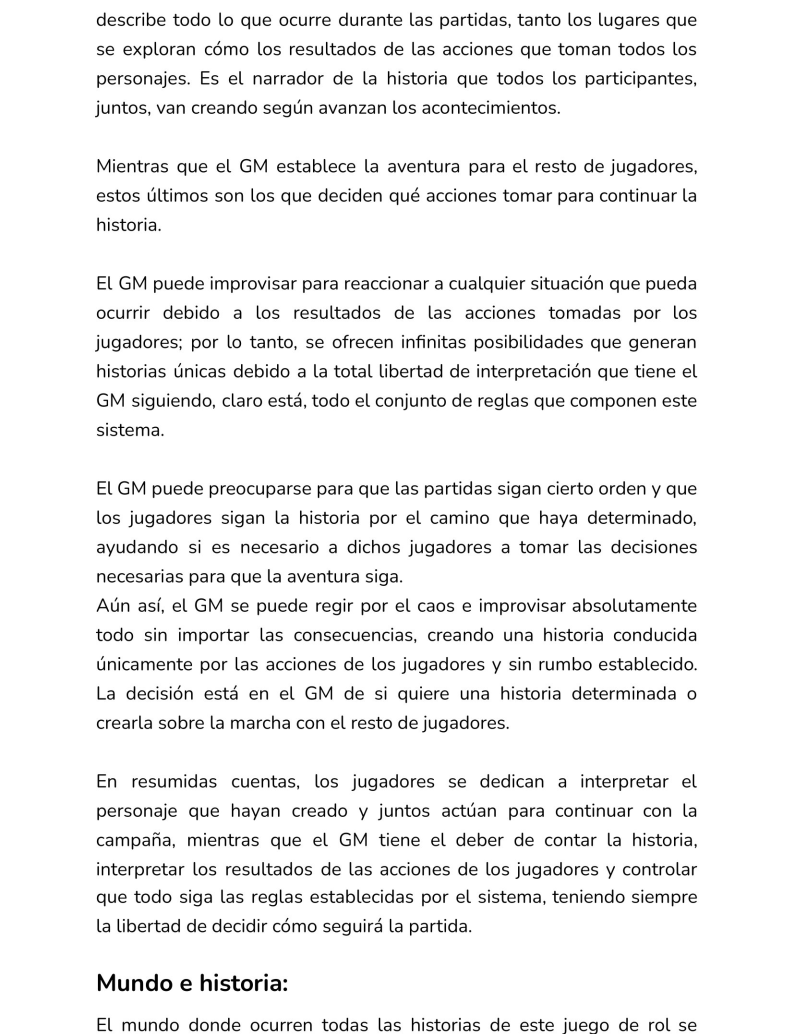 describe todo lo que ocurre durante las partidas, tanto los lugares que
se exploran cómo los resultados de las acciones que toman todos los
personajes. Es el narrador de la historia que todos los participantes,
juntos, van creando según avanzan los acontecimientos.
Mientras que el GM establece la aventura para el resto de jugadores,
estos últimos son los que deciden qué acciones tomar para continuar la
historia.
El GM puede improvisar para reaccionar a cualquier situación que pueda
ocurrir debido a los resultados de las acciones tomadas por los
jugadores; por lo tanto, se ofrecen infinitas posibilidades que generan
historias únicas debido a la total libertad de interpretación que tiene el
GM siguiendo, claro está, todo el conjunto de reglas que componen este
sistema.
El GM puede preocuparse para que las partidas sigan cierto orden y que
los jugadores sigan la historia por el camino que haya determinado,
ayudando si es necesario a dichos jugadores a tomar las decisiones
necesarias para que la aventura siga.
Aún así, el GM se puede regir por el caos e improvisar absolutamente
todo sin importar las consecuencias, creando una historia conducida
únicamente por las acciones de los jugadores y sin rumbo establecido.
La decisión está en el GM de si quiere una historia determinada o
crearla sobre la marcha con el resto de jugadores.
En resumidas cuentas, los jugadores se dedican a interpretar el
personaje que hayan creado y juntos actúan para continuar con la
campaña, mientras que el GM tiene el deber de contar la historia,
interpretar los resultados de las acciones de los jugadores y controlar
que todo siga las reglas establecidas por el sistema, teniendo siempre
la libertad de decidir cómo seguirá la partida.
Mundo e historia:
El mundo donde ocurren todas las historias de este juego de rol se